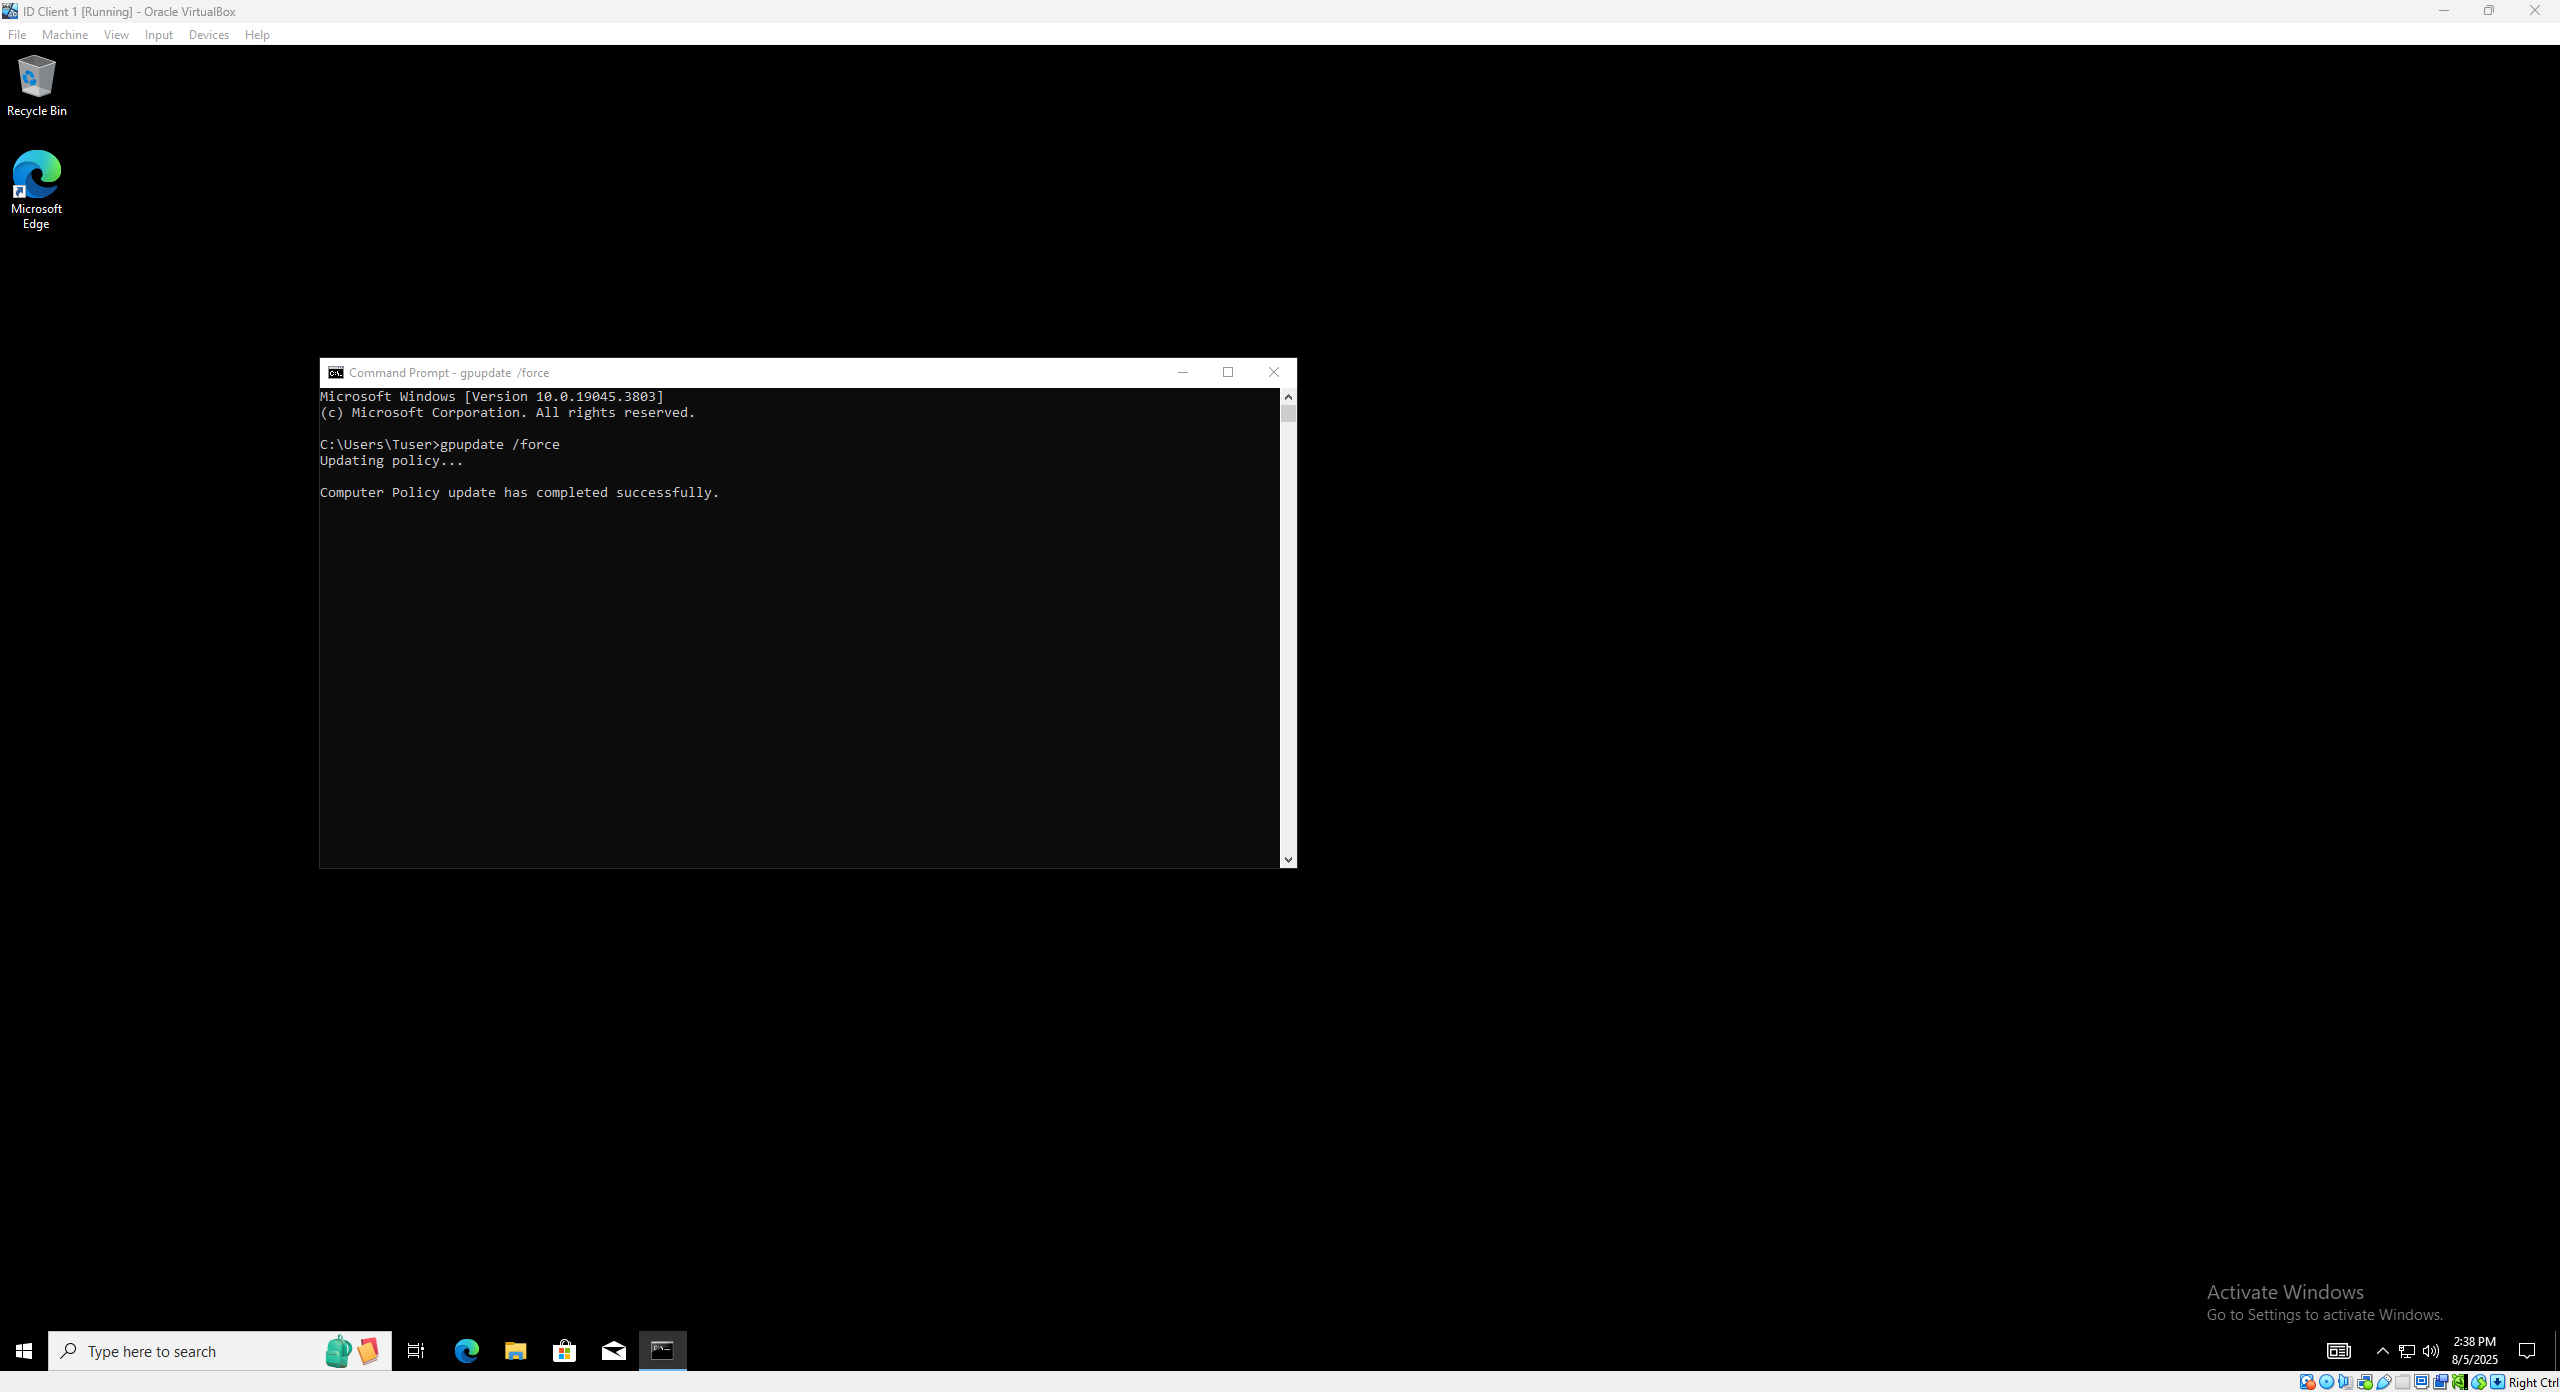 ID Client 1 [Running] - Oracle VirtualBox
File Machine View Input Devices Help
Recycle Bin
Microsoft
Edge
Command Prompt - gpupdate /force
Microsoft Windows [Version 10.0.19045.3803]
(c) Microsoft Corporation. All rights reserved.
C:\Users\Tuser>gpupdate /force
Updating policy...
Computer Policy update has completed successfully.
Activate Windows
Go to Settings to activate Windows.
Type here to search
2:38 PM
8/5/2025
Right Ctrl